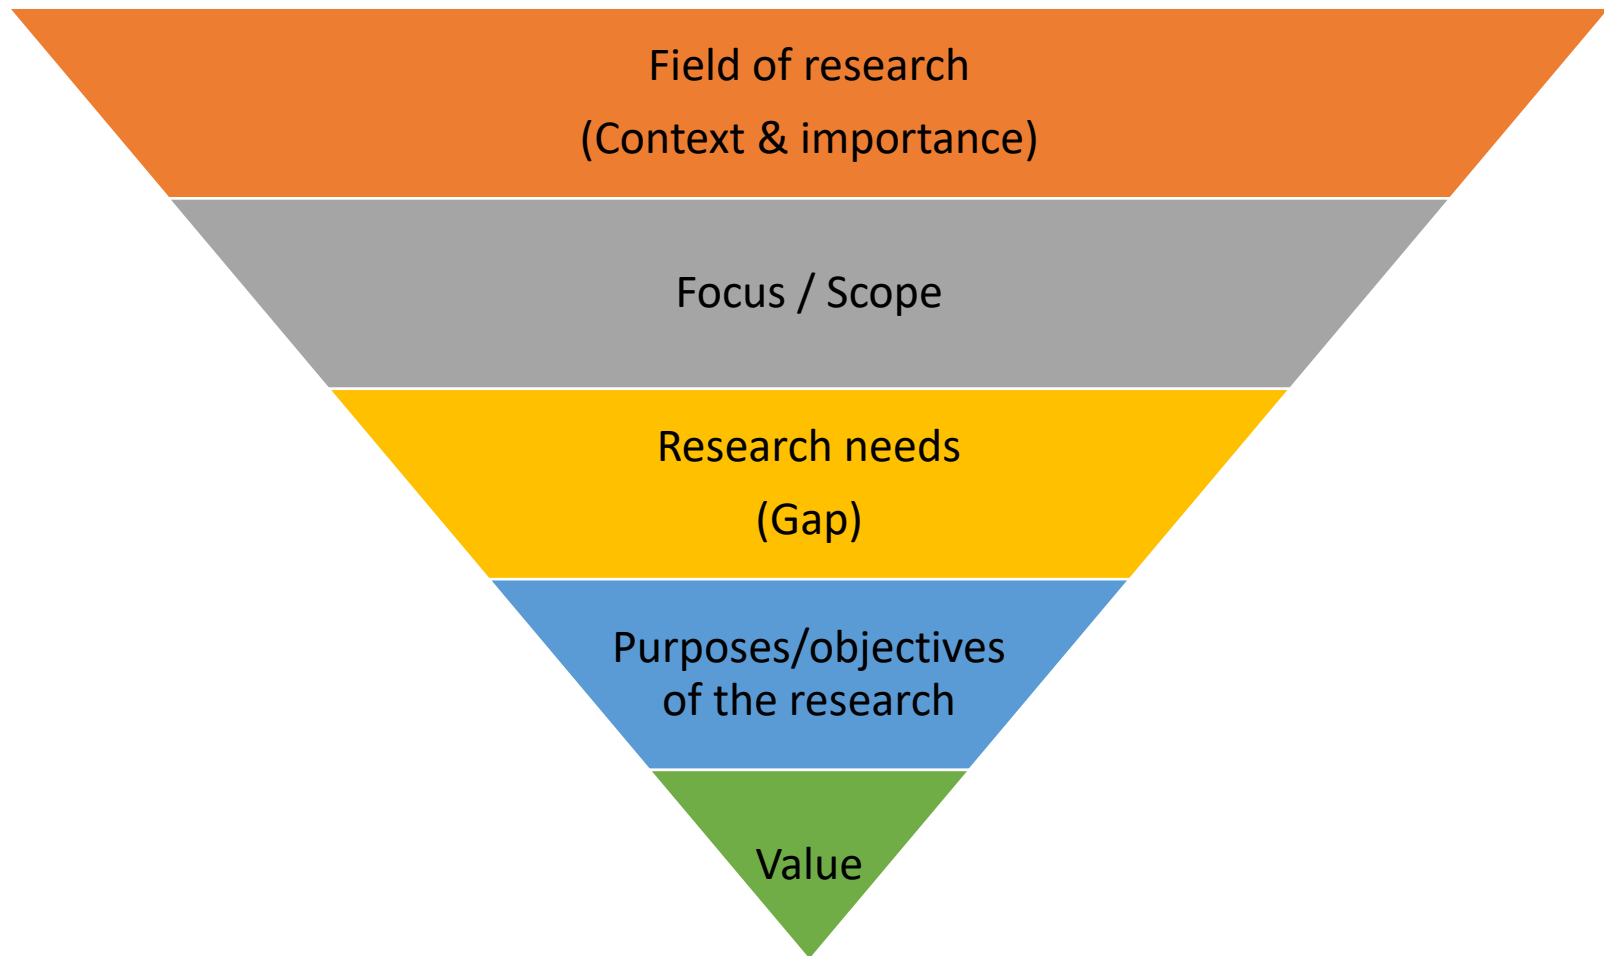 Field of research
(Context & importance)
Focus / Scope
Research needs
(Gap)
Purposes/objectives
of the research
Value